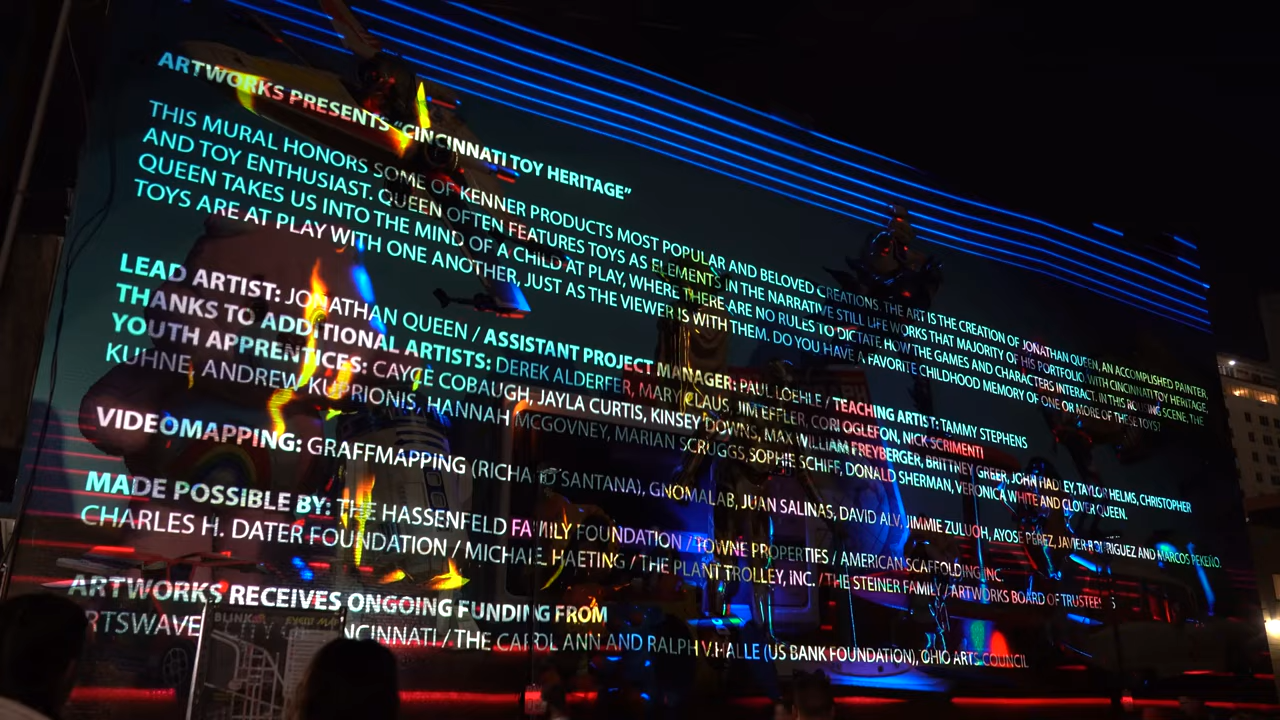 ARTWORKS PRESENTS "CINCINNATI TOY HERITAGE"
THIS MURAL HONORS SOME OF KENNER PRODUCTS MOST POPULAR AND BELOVED CREATIONS. THE ART IS THE CREATION OF JONATHAN QUEEN, AN ACCOMPLISHED PAINTER,
AND TOY ENTHUSIAST. QUEEN OFTEN FEATURES TOYS AS ELEMENTS IN THE NARRATIVE STILL LIFE WORKS THAT MAJORITY OF HIS PORTFOLIO. WITH CINCINNATI TOY HERITAGE,
QUEEN TAKES US INTO THE MIND OF A CHILD AT PLAY, WHERE THERE ARE NO RULES TO DICTATE HOW THE GAMES AND CHARACTERS INTERACT. IN THIS SCENE, THE
TOYS ARE AT PLAY WITH ONE ANOTHER, JUST AS THE VIEWER IS WITH THEM. DO YOU HAVE A FAVORITE CHILDHOOD MEMORY OF ONE OR MORE OF THESE TOYS?
LEAD ARTIST: JONATHAN QUEEN / ASSISTANT PROJECT MANAGER: PAUL LOEHLE / TEACHING ARTIST: TAMMY STEPHENS
THANKS TO ADDITIONAL ARTISTS: DEREK ALDERFER, MARY CLAUS, JIM EFFLER, CORI OGLEFON, NICK SCRIMENTI
YOUTH APPRENTICES: CAYCE COBAUGH, JAYLA CURTIS, KINSEY DOWNS, MAX WILLIAM FREYBERGER, BRITTNEY GREER, JOHN HADLEY, TAYLOR HELMS, CHRISTOPHER
KUHNE, ANDREW KUPRIONIS, HANNAH MCGOVNEY, MARIAN SCRUGGS, SOPHIE SCHIFF, DONALD SHERMAN, VERONICA WHITE AND CLOVER QUEEN.
VIDEOMAPPING: GRAFFMAPPING (RICHARD SANTANA), GNOMALAB, JUAN SALINAS, DAVID ALV, JIMMIE ZULUOH, AYOSE PEREZ, JAVIER RODRIGUEZ AND MARCOS PEKEÑO.
MADE POSSIBLE BY: THE HASSENFELD FAMILY FOUNDATION / TOWNE PROPERTIES / AMERICAN SCAFFOLDING INC.
CHARLES H. DATER FOUNDATION / MICHAEL HAETING / THE PLANT TROLLEY, INC. / THE STEINER FAMILY / ARTWORKS BOARD OF TRUSTEES
ARTWORKS RECEIVES ONGOING FUNDING FROM
RTSWAVE NCINNATI / THE CAROL ANN AND RALPH V.HALLE (US BANK FOUNDATION), OHIO ARTS COUNCIL
BLINK